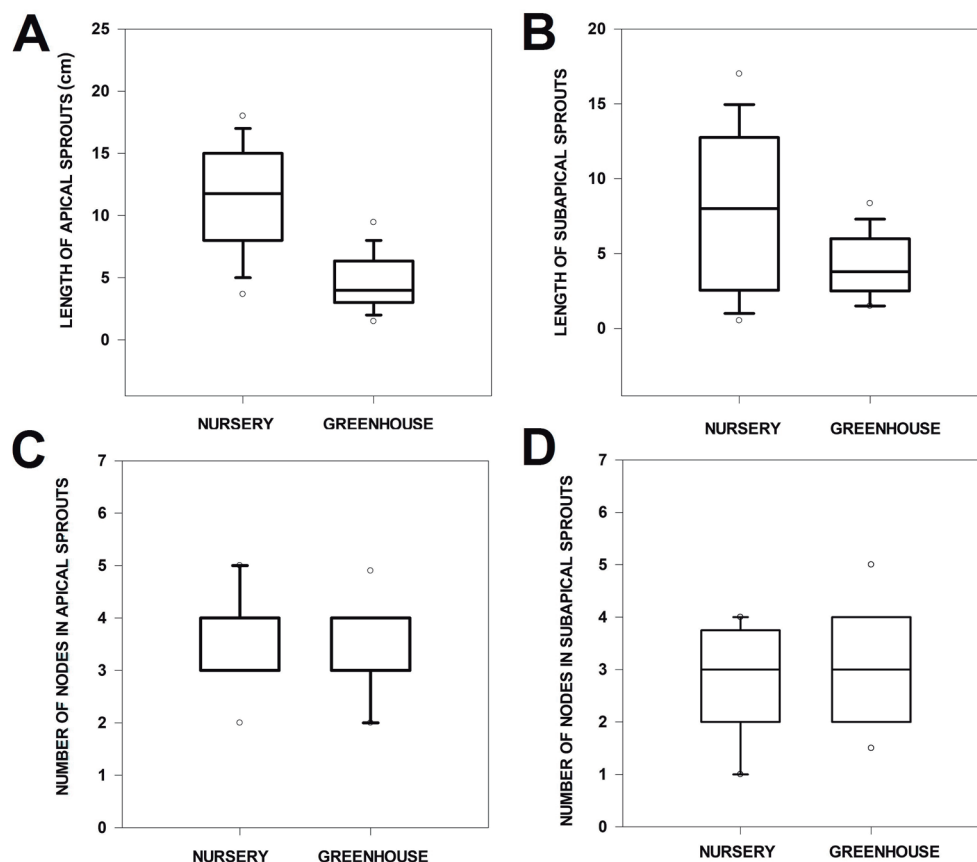 A
LENGTH OF APICAL SPROUTS (cm)
25
20
15
10
5
0
NURSERY GREENHOUSE
B
LENGTH OF SUBAPICAL SPROUTS
20
15
10
5
0
NURSERY GREENHOUSE
C
NUMBER OF NODES IN APICAL SPROUTS
7
6
5
4
3
2
1
0
NURSERY GREENHOUSE
D
NUMBER OF NODES IN SUBAPICAL SPROUTS
7
6
5
4
3
2
1
0
NURSERY GREENHOUSE